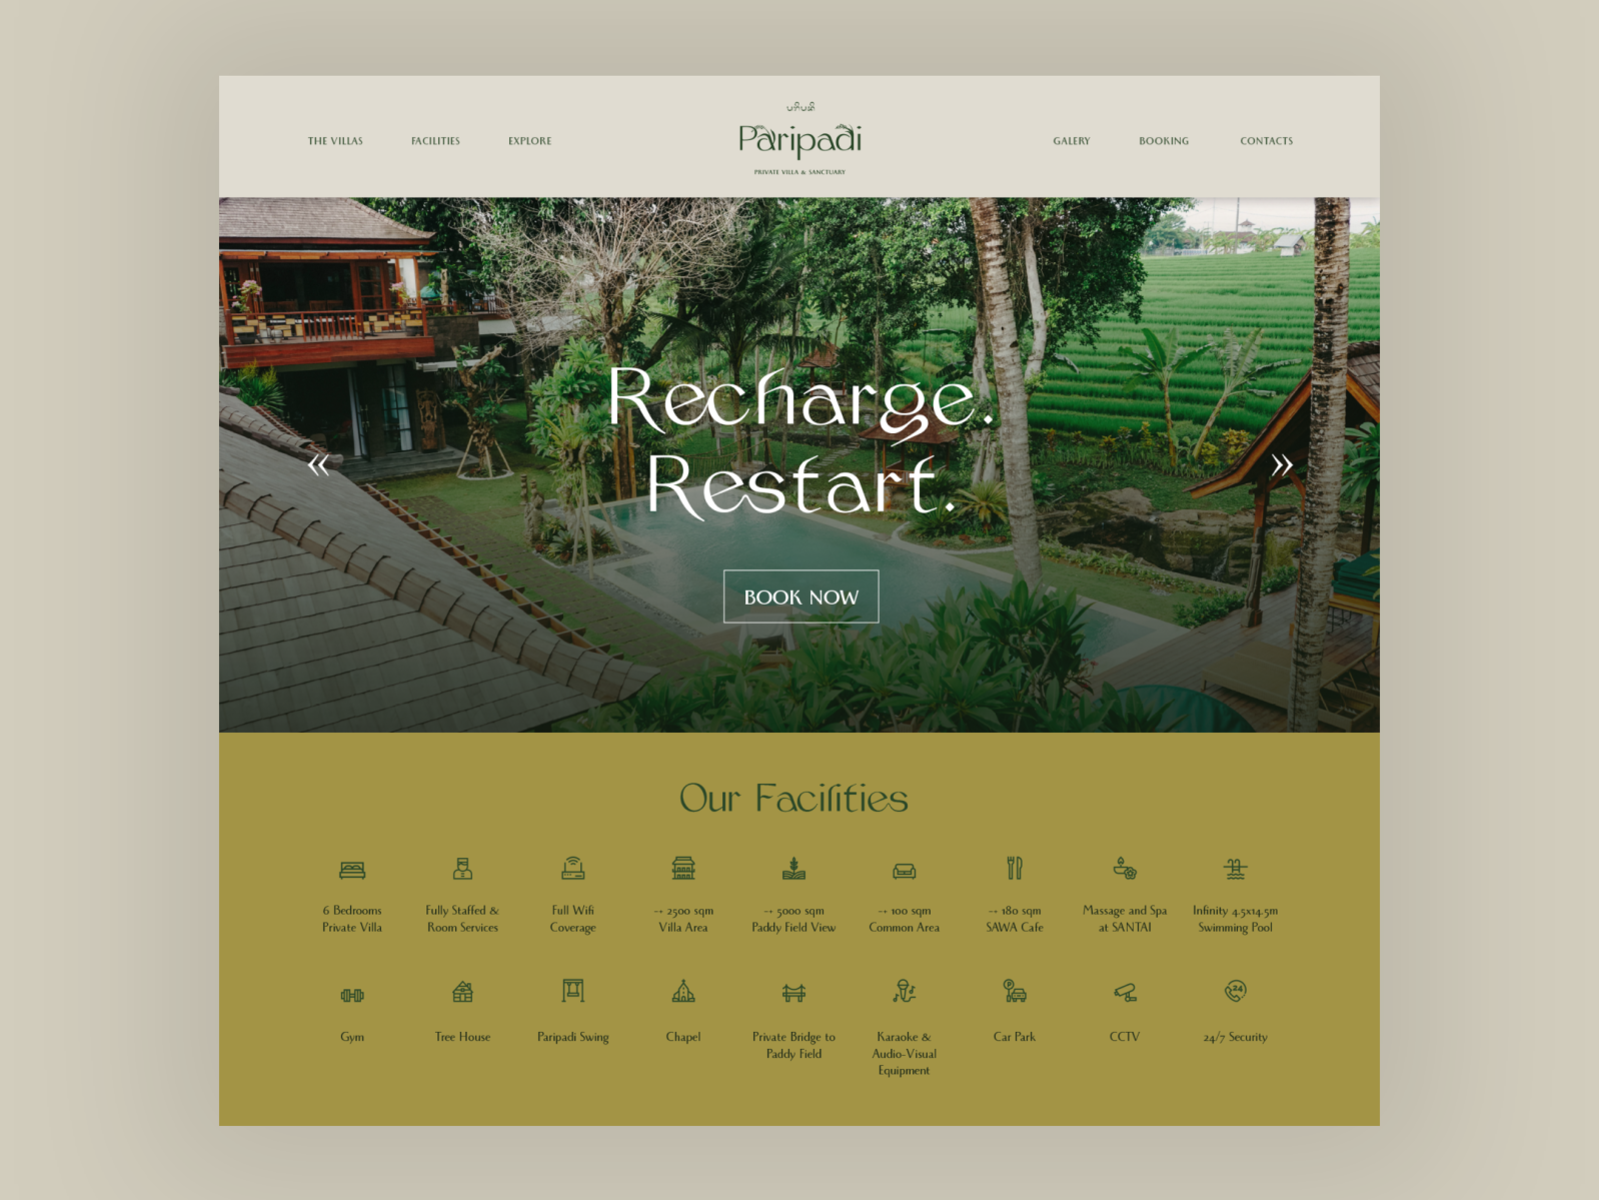 THE VILLAS
FACILITIES
EXPLORE
Paripadi
PRIVATE VILLA & SANCTUARY
GALERY
BOOKING
CONTACTS
Recharge.
Restart.
«
»
BOOK NOW
Our Facilities
6 Bedrooms
Private Villa
Fully Staffed &
Room Services
Full Wifi
Coverage
-- 2500 sqm
Villa Area
-- 5000 sqm
Paddy Field View
-- 100 sqm
Common Area
-- 180 sqm
SAWA Cafe
Massage and Spa
at SANTAI
Infinity 4.5x14.5m
Swimming Pool
Gym
Tree House
Paripadi Swing
Chapel
Private Bridge to
Paddy Field
Karaoke &
Audio-Visual
Equipment
P
Car Park
CCTV
24
24/7 Security